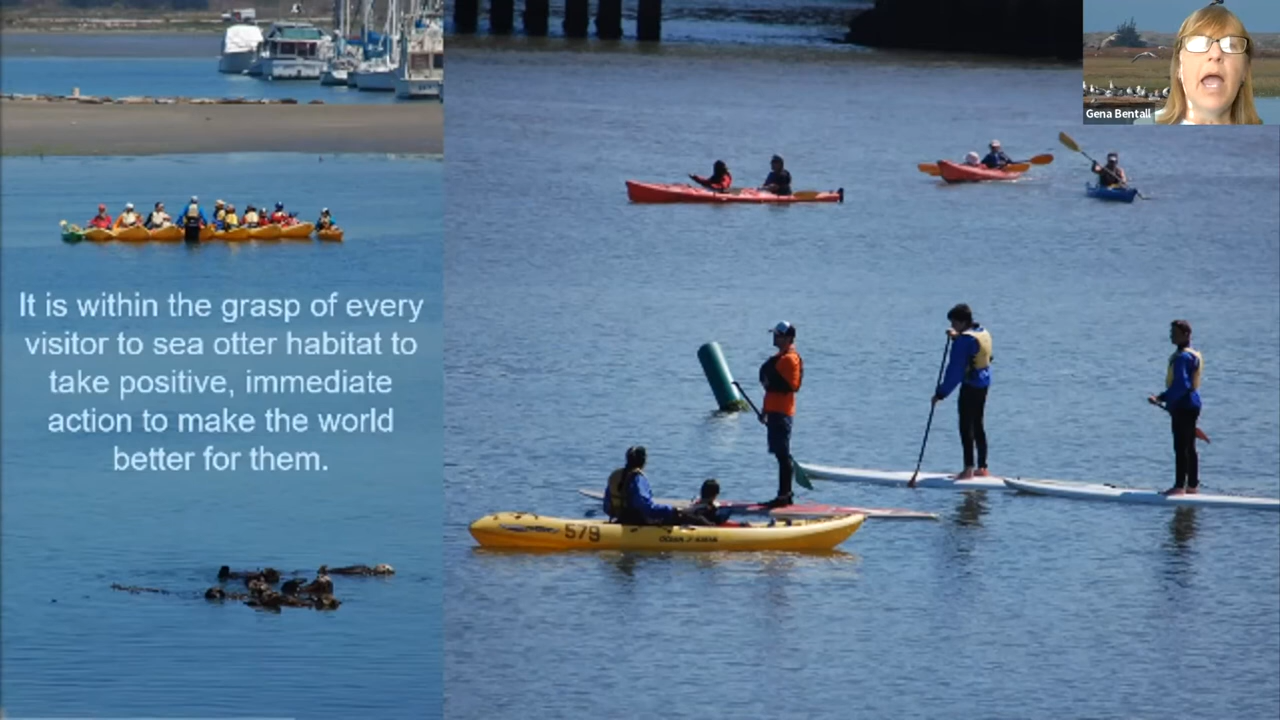 It is within the grasp of every
visitor to sea otter habitat to
take positive, immediate
action to make the world
better for them.
Gena Bentall
579